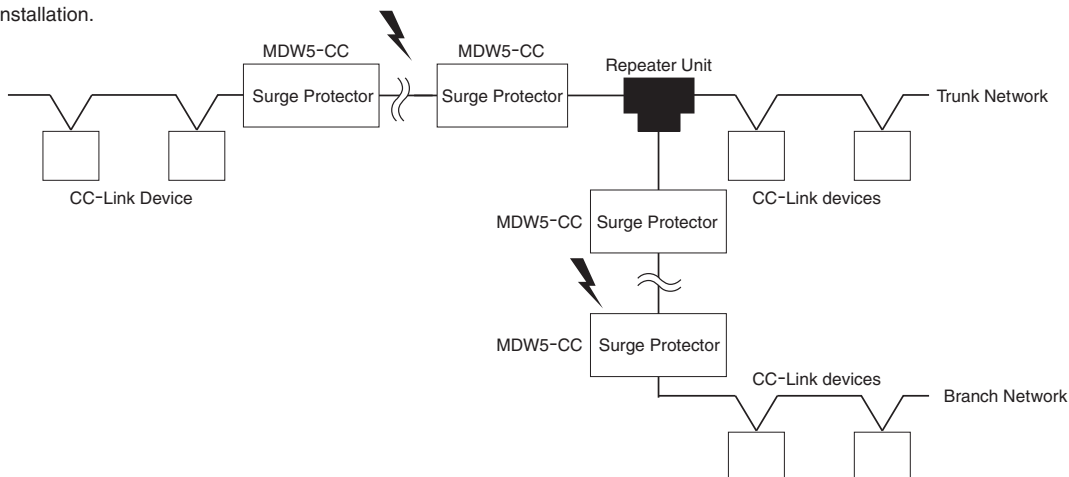 nstallation.
MDW5-CC
MDW5-CC
Repeater Unit
Surge Protector
Surge Protector
Trunk Network
CC-Link Device
CC-Link devices
MDW5-CC
Surge Protector
MDW5-CC
Surge Protector
CC-Link devices
Branch Network